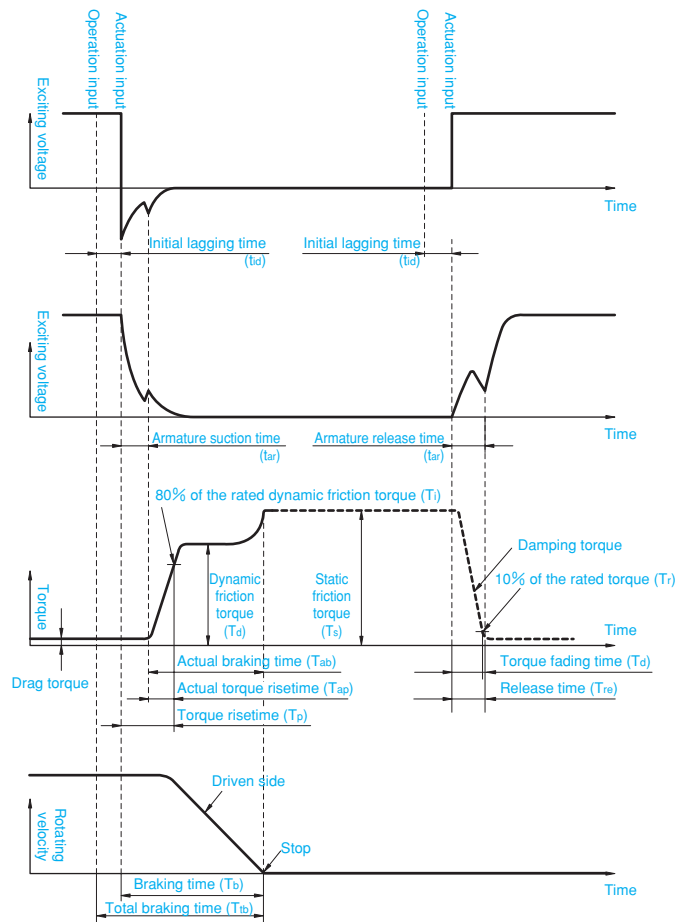 Operation input
Actuation input
Operation input
Actuation input
Exciting voltage
Time
Initial lagging time
(tid)
Initial lagging time
(tid)
Exciting voltage
Time
Armature suction time
(tar)
Armature release time
(tar)
80% of the rated dynamic friction torque (Ti)
Damping torque
10% of the rated torque (Tr)
Torque
Dynamic
friction
torque
(Td)
Static
friction
torque
(Ts)
Time
Drag torque
Actual braking time (Tab)
Torque fading time (Td)
Actual torque risetime (Tap)
Release time (Tre)
Torque risetime (Tp)
Driven side
Rotating
velocity
Stop
Braking time (Tb)
Time
Total braking time (Ttb)